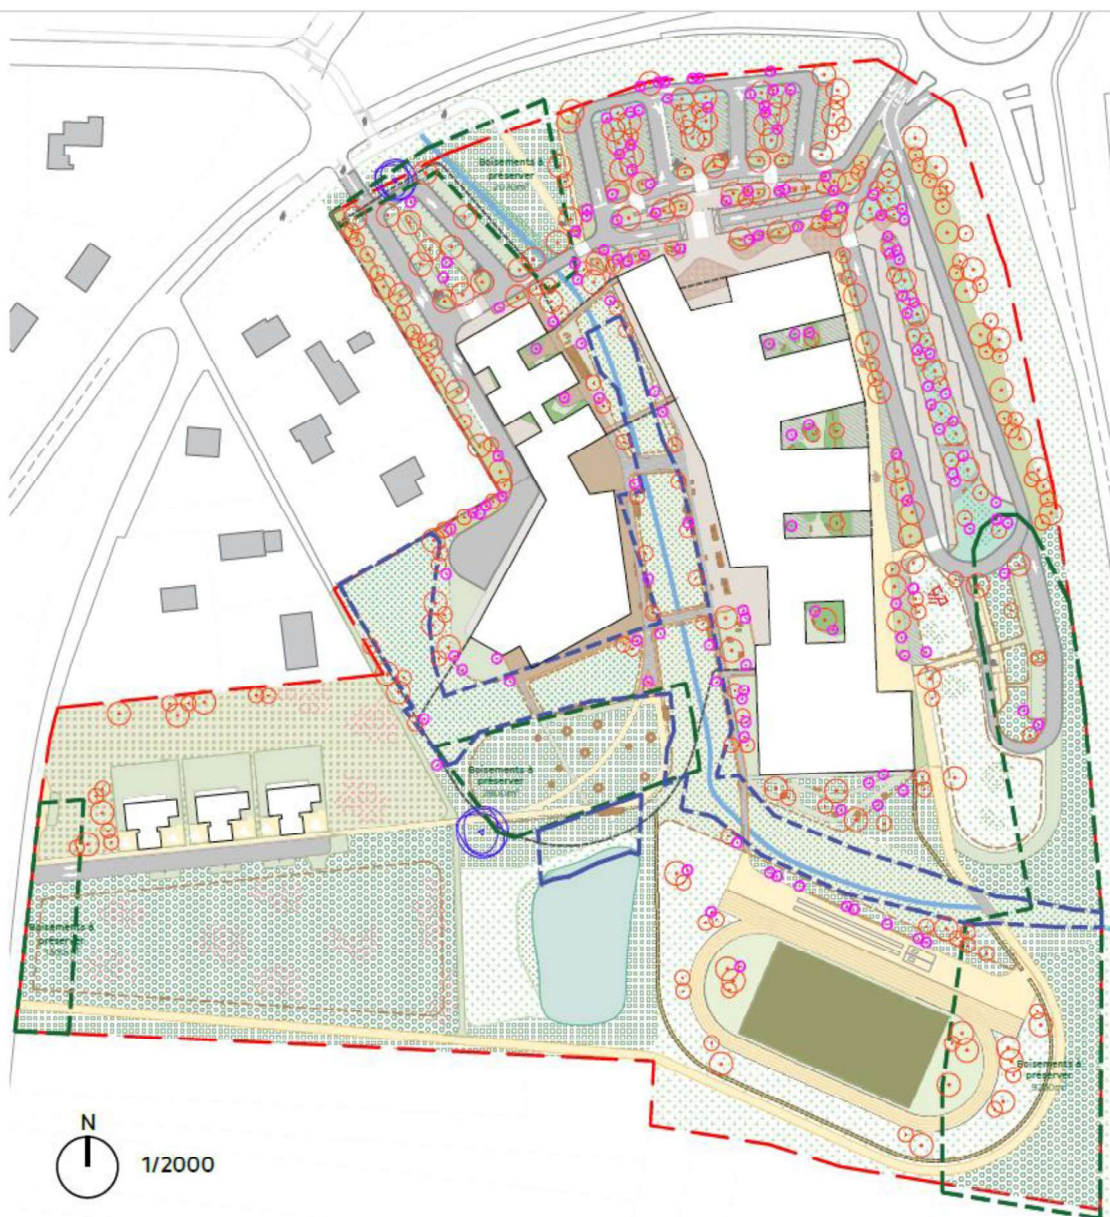 Boisements à
préserver
Boisements à
préserver
Boisements à
préserver
Boisements à
préserver
N
1/2000